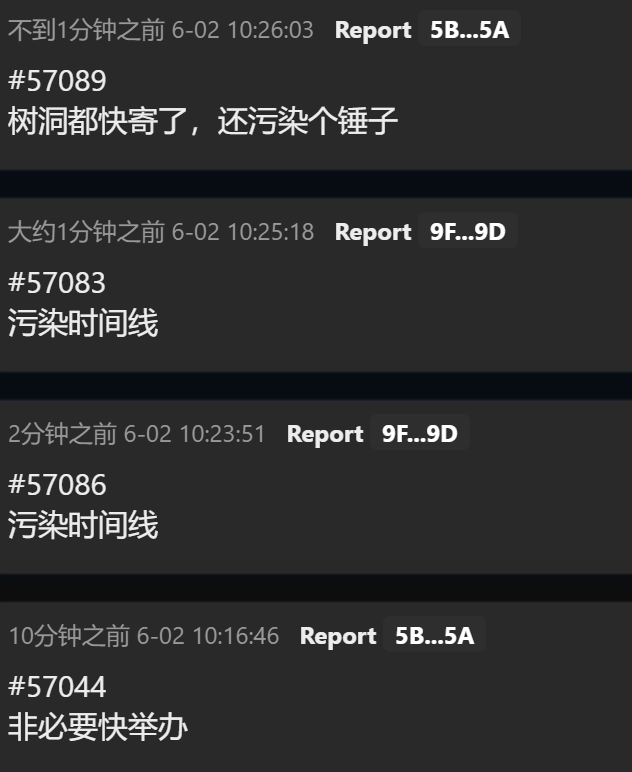 不到1分钟之前 6-02 10:26:03 Report 5B...5A
#57089
树洞都快寄了，还污染个锤子
大约1分钟之前 6-02 10:25:18 Report 9F...9D
#57083
污染时间线
2分钟之前 6-02 10:23:51 Report 9F...9D
#57086
污染时间线
10分钟之前 6-02 10:16:46 Report 5B...5A
#57044
非必要快举办